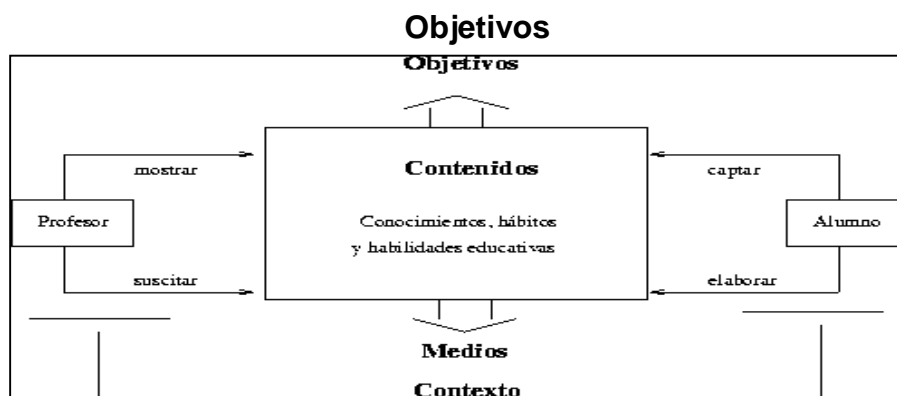 Objetivos
Objetivos
mostrar
Contenidos
captar
Profesor
Conocimientos, hábitos
y habilidades educativas
Alumno
suscitar
elaborar
Medios
Contexto